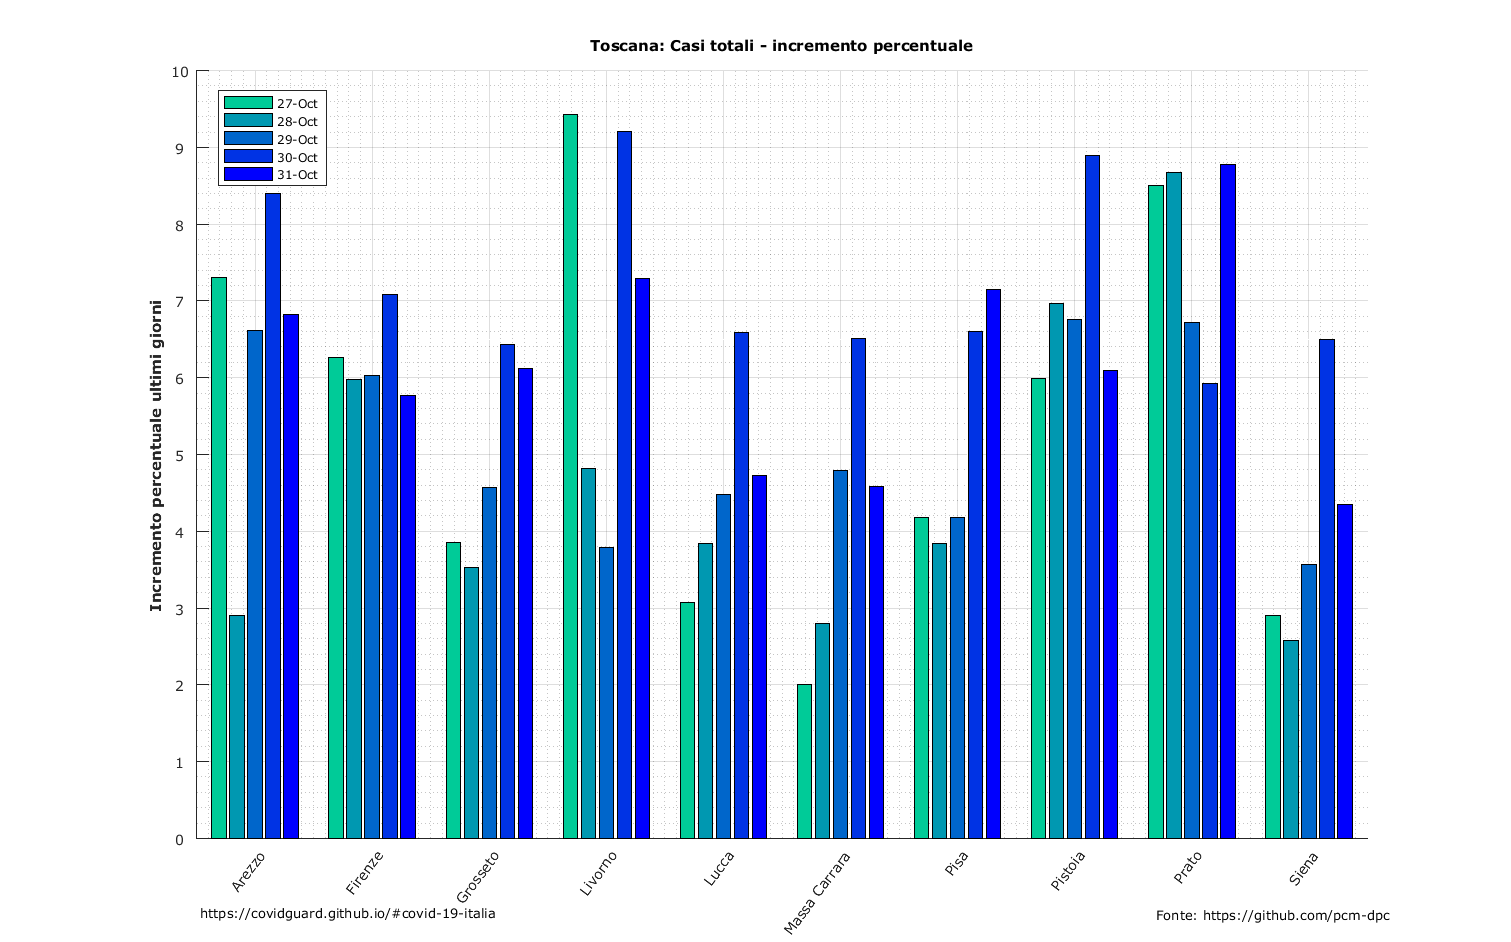 Toscana: Casi totali - incremento percentuale
Incremento percentuale ultimi giorni
10
9
8
7
6
5
4
3
2
1
0
27-Oct
28-Oct
29-Oct
30-Oct
31-Oct
Arezzo
Firenze
Grosseto
Livorno
Lucca
Massa Carrara
Pisa
Pistoia
Prato
Siena
https://covidguard.github.io/#covid-19-italia
Fonte: https://github.com/pcm-dpc